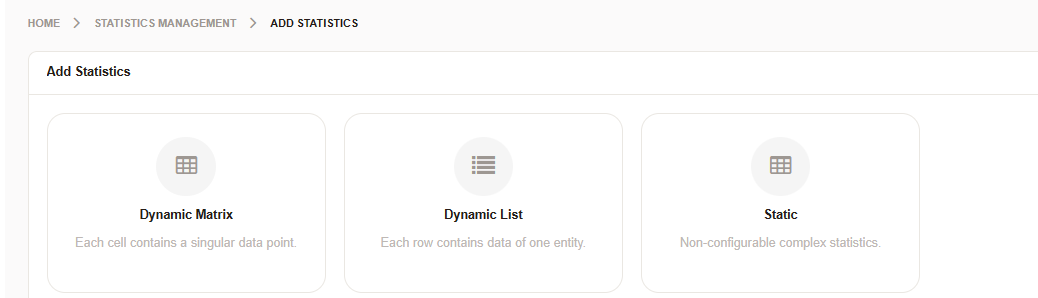 HOME > STATISTICS MANAGEMENT > ADD STATISTICS
Add Statistics
Dynamic Matrix
Each cell contains a singular data point.
Dynamic List
Each row contains data of one entity.
Static
Non-configurable complex statistics.